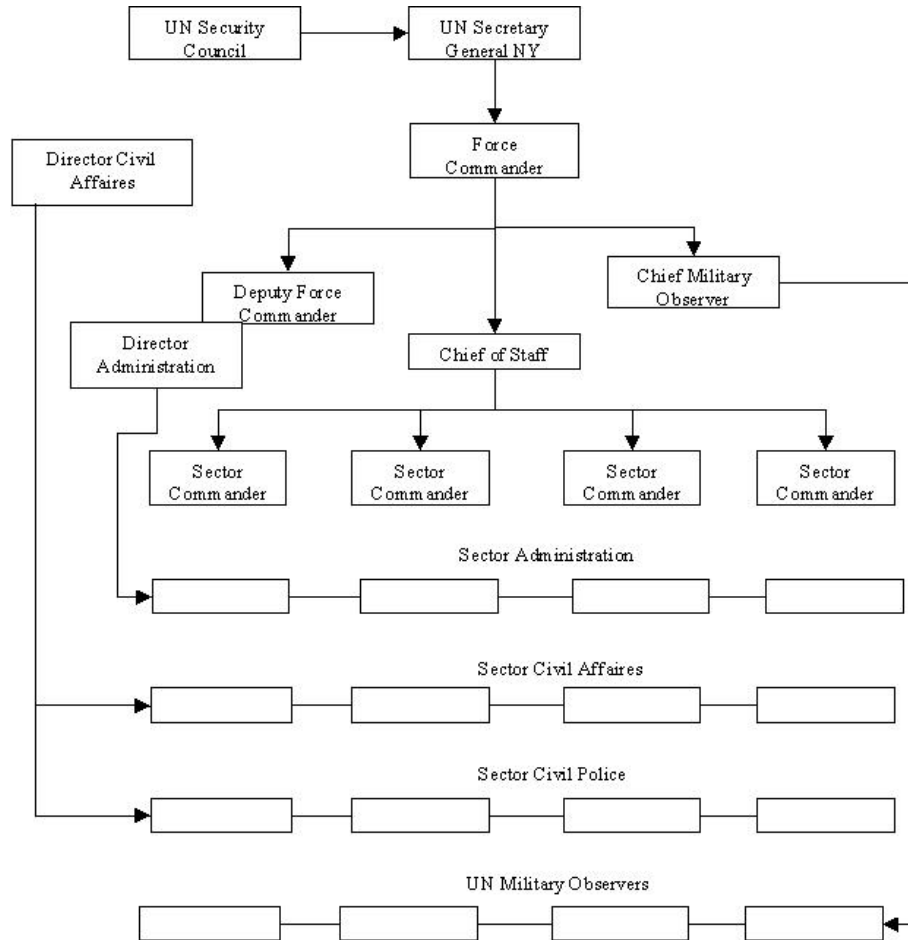 UN Security
Council
UN Secretary
General NY
Force
Commander
Director Civil
Affaires
Deputy Force
Commander
Chief Military
Observer
Director
Administration
Chief of Staff
Sector
Commander
Sector
Commander
Sector
Commander
Sector
Commander
Sector Administration
Sector Civil Affaires
Sector Civil Police
UN Military Observers